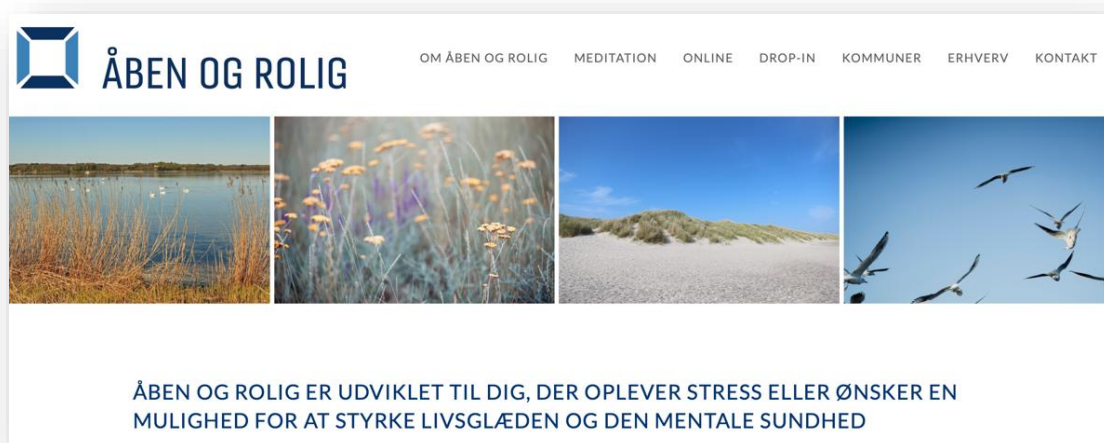 ÅBEN OG ROLIG
OM ÅBEN OG ROLIG MEDITATION ONLINE DROP-IN KOMMUNER ERHVERV KONTAKT
ÅBEN OG ROLIG ER UDVIKLET TIL DIG, DER OPLEVER STRESS ELLER ØNSKER EN
MULIGHED FOR AT STYRKE LIVSGLÆDEN OG DEN MENTALE SUNDHED